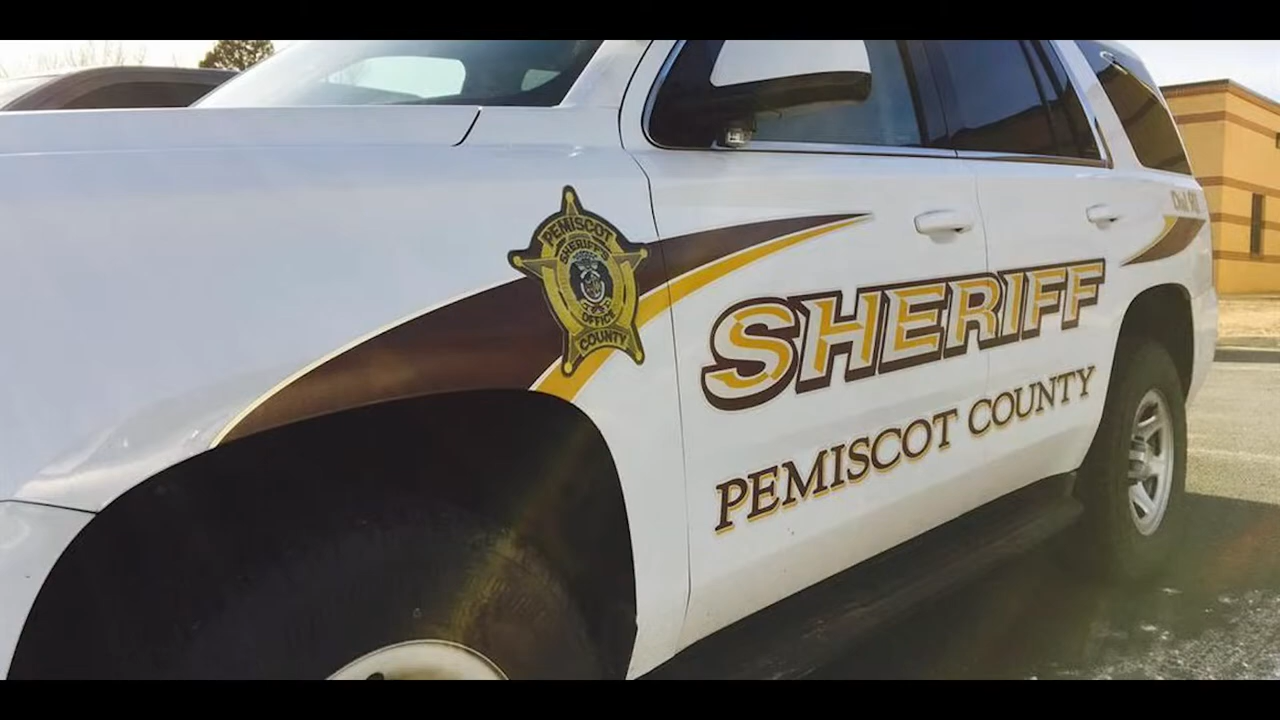 PEMISCOT
SHERIFF'S
OFFICE
COUNTY
SHERIFF
PEMISCOT COUNTY